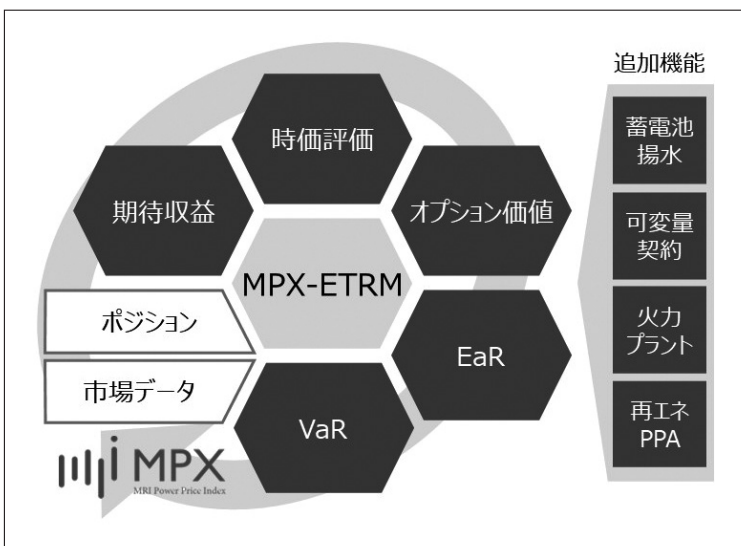 追加機能
時価評価
期待収益
オプション価値
MPX-ETRM
ポジション
市場データ
EaR
VaR
蓄電池
揚水
可変量
契約
火力
プラント
再エネ
PPA
MPX
MRI Power Price Index